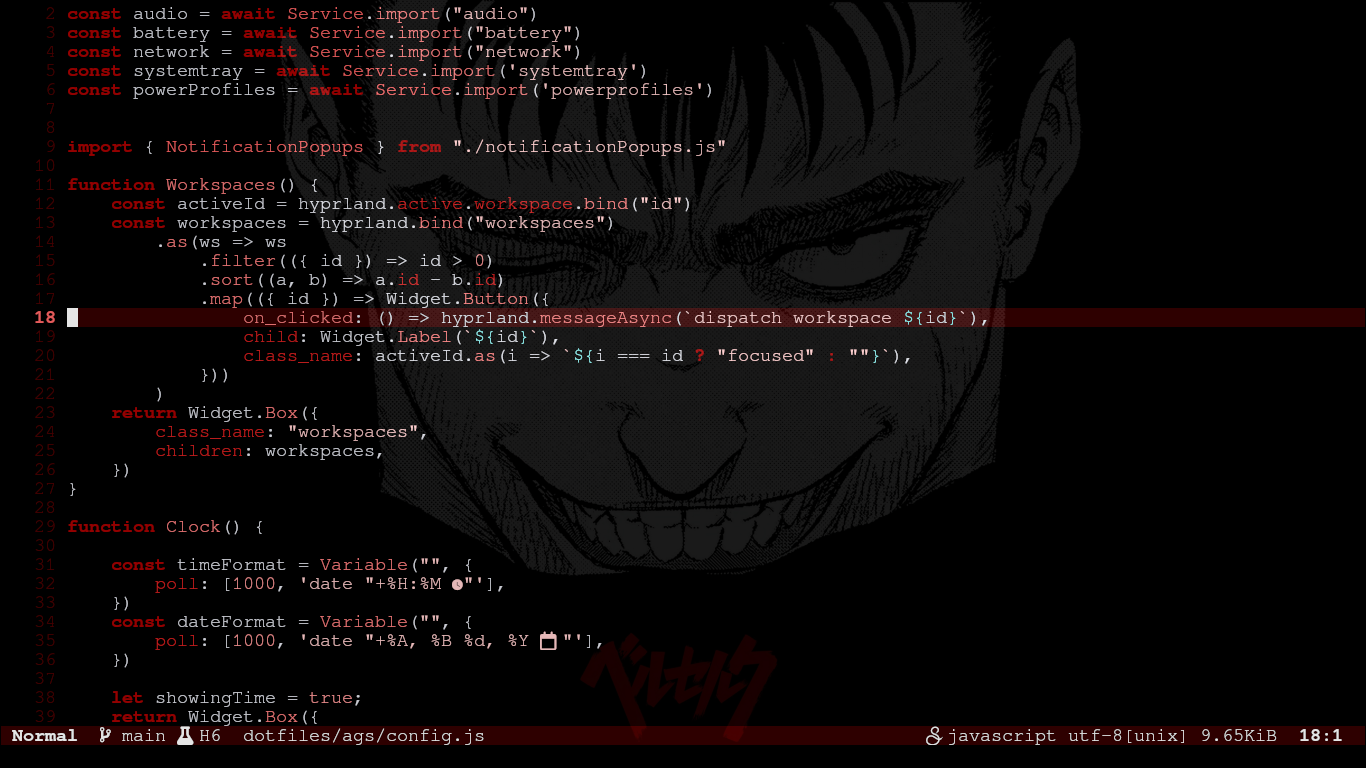 2 const audio = await Service.import("audio")
3 const battery = await Service.import("battery")
4 const network = await Service.import("network")
5 const systemtray = await Service.import('systemtray')
6 const powerProfiles = await Service.import('powerprofiles')
7
8
9 import { NotificationPopups } from "./notificationPopups.js"
10
11 function Workspaces() {
12     const activeId = hyprland.active.workspace.bind("id")
13     const workspaces = hyprland.bind("workspaces")
14         .as(ws => ws
15             .filter(({ id }) => id > 0)
16             .sort((a, b) => a.id - b.id)
17             .map(({ id }) => Widget.Button({
18                 on_clicked: () => hyprland.messageAsync(`dispatch workspace ${id}`),
19                 child: Widget.Label(`${id}`),
20                 class_name: activeId.as(i => `${i === id ? "focused" : ""}`),
21             }))
22         )
23     return Widget.Box({
24         class_name: "workspaces",
25         children: workspaces,
26     })
27 }
28
29 function Clock() {
30
31     const timeFormat = Variable("", {
32         poll: [1000, 'date "+%H:%M "'],
33     })
34     const dateFormat = Variable("", {
35         poll: [1000, 'date "+%A, %B %d, %Y "'],
36     })
37
38     let showingTime = true;
39     return Widget.Box({
ベルセルク
Normal main H6 dotfiles/ags/config.js javascript utf-8[unix] 9.65KiB 18:1